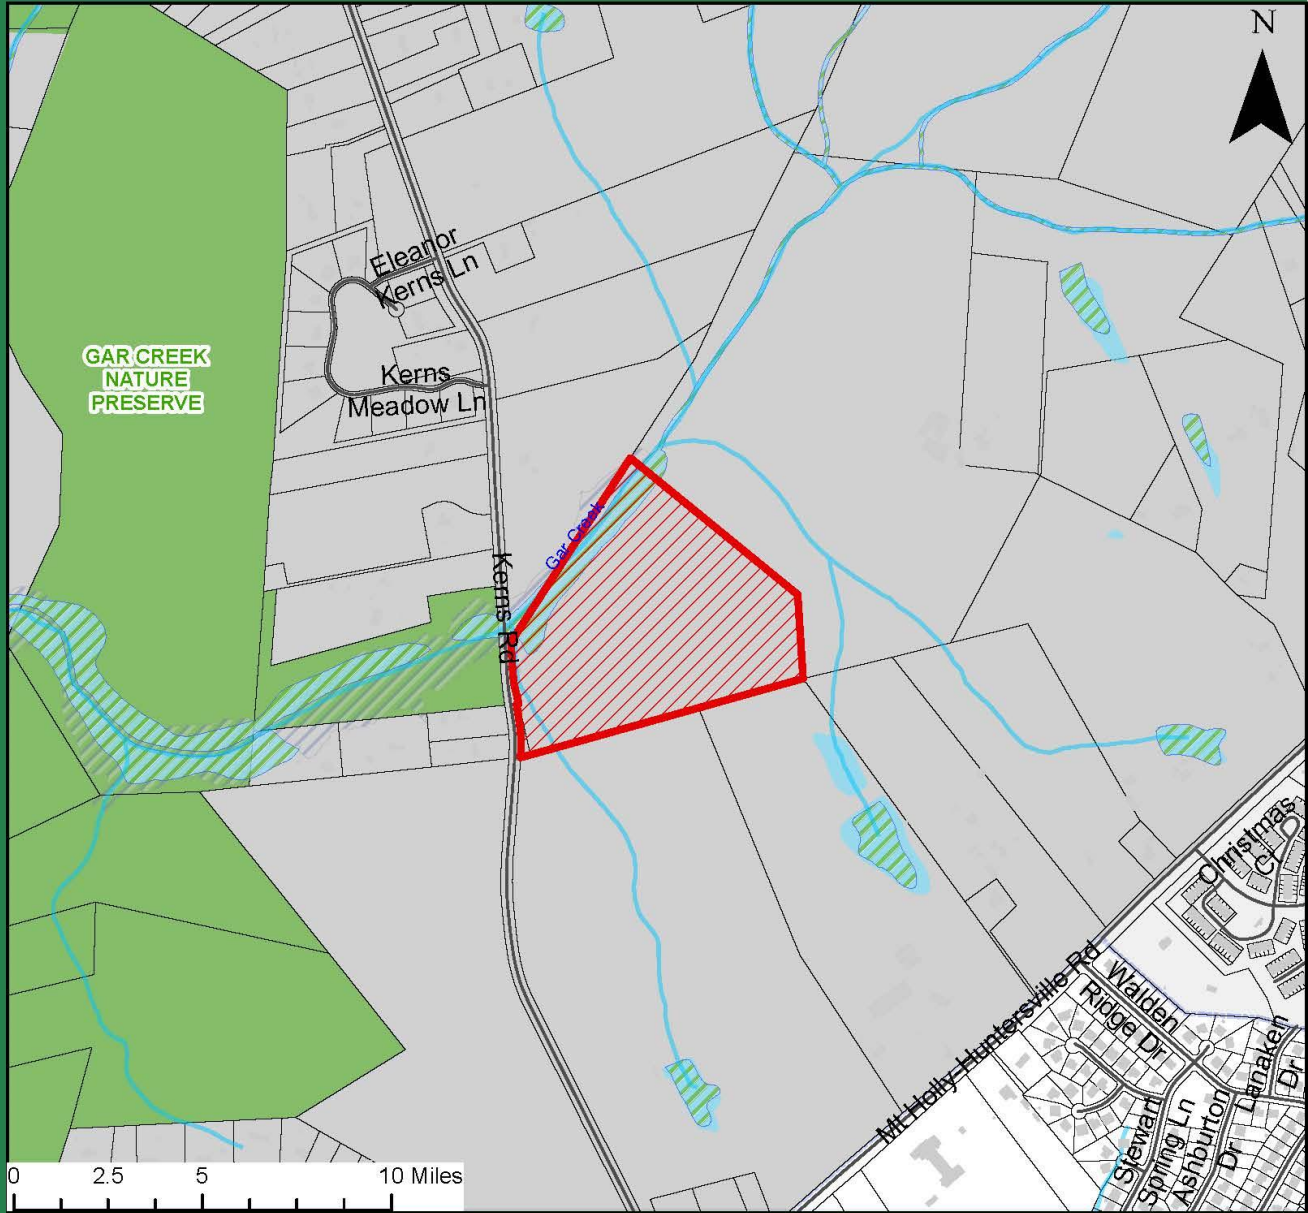 N
Eleanor
Kerns Ln
GAR CREEK
NATURE
PRESERVE
Kerns
Meadow Ln
Gar Creek
Kerns Rd
Christmas
Ct
Mt Holly Huntersville Rd
Walden
Ridge Dr
Lanaken
Dr
Stewart
Spring Ln
Ashburton
Dr
0 2.5 5 10 Miles